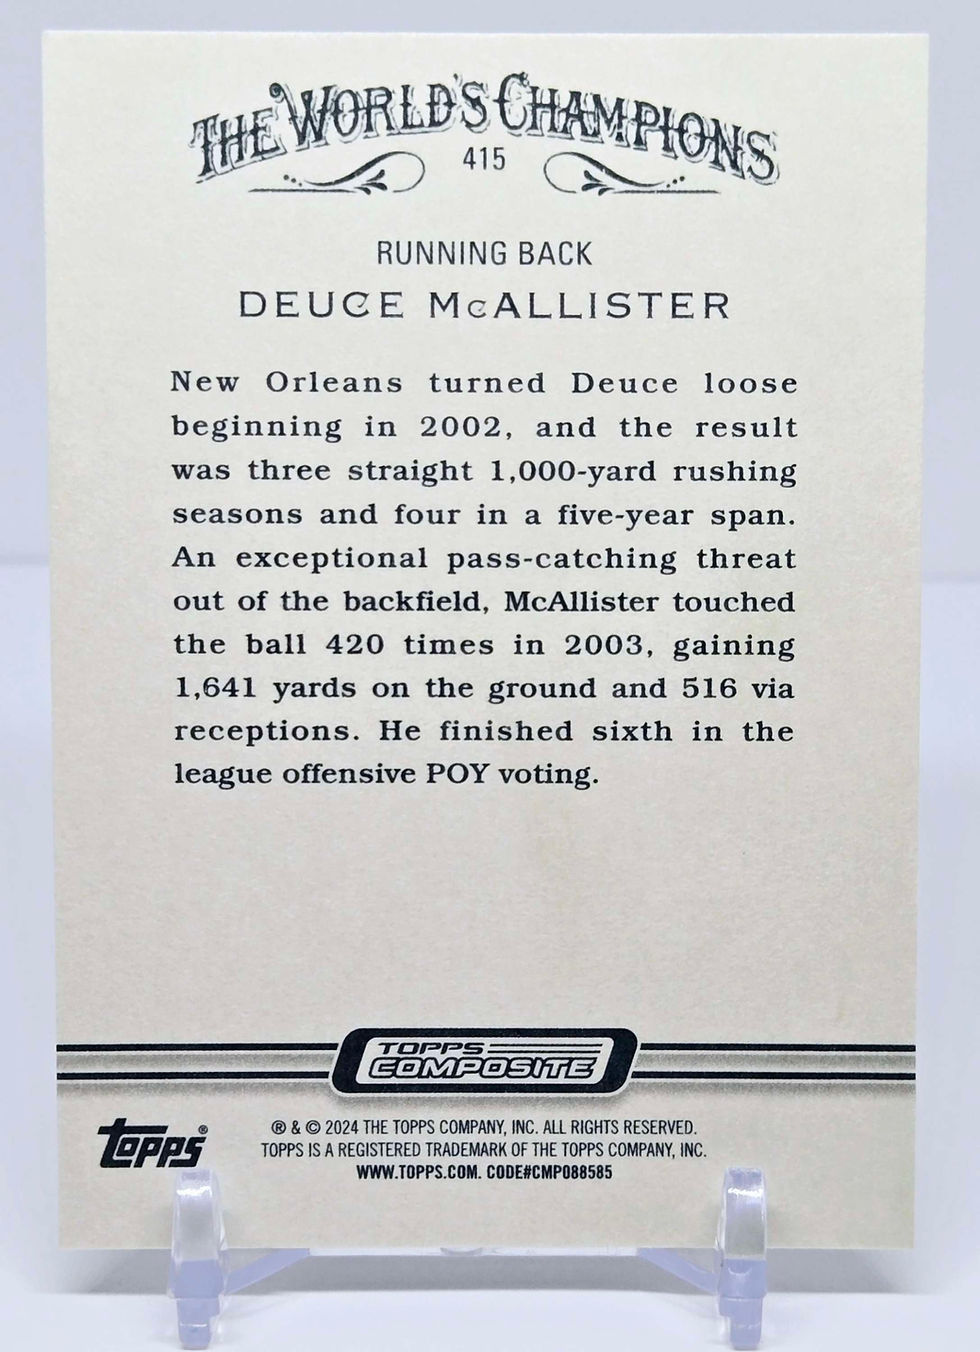 THE WORLD'S CHAMPIONS
415
RUNNING BACK
DEUCE McALLISTER
New Orleans turned Deuce loose
beginning in 2002, and the result
was three straight 1,000-yard rushing
seasons and four in a five-year span.
An exceptional pass-catching threat
out of the backfield, McAllister touched
the ball 420 times in 2003, gaining
1,641 yards on the ground and 516 via
receptions. He finished sixth in the
league offensive POY voting.
TOPPS
COMPOSITE
topps®
® & © 2024 THE TOPPS COMPANY, INC. ALL RIGHTS RESERVED.
TOPPS IS A REGISTERED TRADEMARK OF THE TOPPS COMPANY, INC.
WWW.TOPPS.COM. CODE#CMP088585